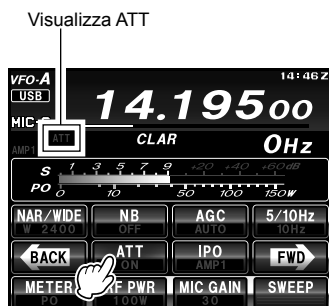 Visualizza ATT
VFO-A 14:46Z
USB
14.19500
MIC
ATT
AMP1 CLAR 0Hz
S 1 3 5 7 9 +20 +40 +60dB
PO 0 10 50 100 150W
NAR/WIDE NB AGC 5/10Hz
W 2400 OFF AUTO 10Hz
BACK ATT IPO FWD
ON AMP1
METER RF PWR MIC GAIN SWEEP
PO 100W 30